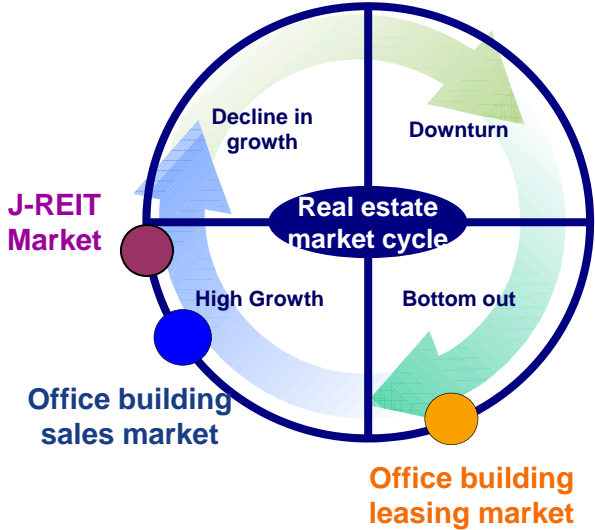 Decline in
growth
Downturn
J-REIT
Market
Real estate
market cycle
High Growth
Bottom out
Office building
sales market
Office building
leasing market